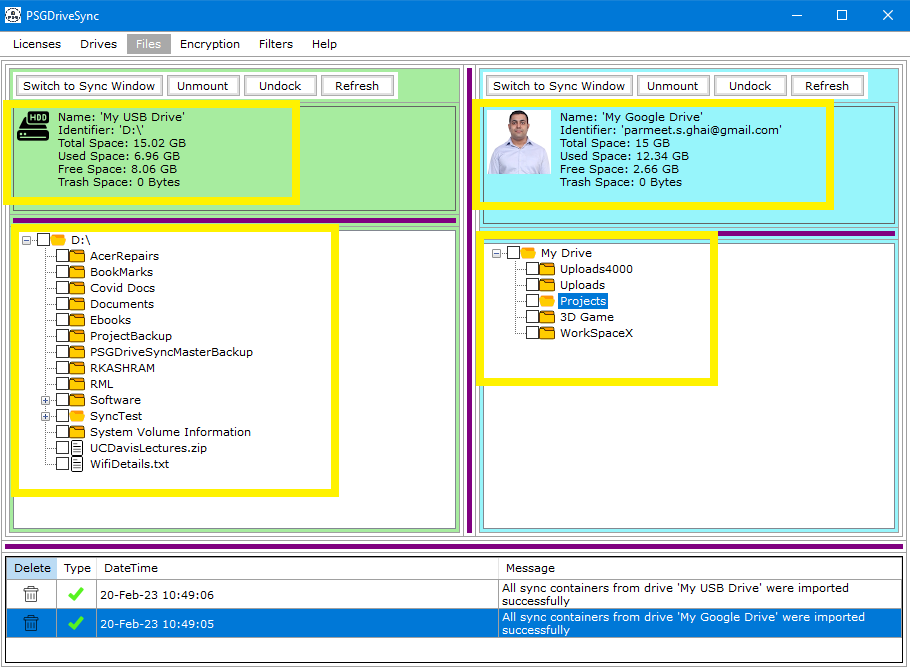 PSGDriveSync
Licenses Drives Files Encryption Filters Help
Switch to Sync Window Unmount Undock Refresh
HDD
Name: 'My USB Drive'
Identifier: 'D:\'
Total Space: 15.02 GB
Used Space: 6.96 GB
Free Space: 8.06 GB
Trash Space: 0 Bytes
D:\
AcerRepairs
BookMarks
Covid Docs
Documents
Ebooks
ProjectBackup
PSGDriveSyncMasterBackup
RKASHRAM
RML
Software
SyncTest
System Volume Information
UCDavisLectures.zip
WifiDetails.txt
Switch to Sync Window Unmount Undock Refresh
Name: 'My Google Drive'
Identifier: 'parmeet.s.ghai@gmail.com'
Total Space: 15 GB
Used Space: 12.34 GB
Free Space: 2.66 GB
Trash Space: 0 Bytes
My Drive
Uploads4000
Uploads
Projects
3D Game
WorkSpaceX
Delete Type DateTime Message
20-Feb-23 10:49:06 All sync containers from drive 'My USB Drive' were imported
successfully
20-Feb-23 10:49:05 All sync containers from drive 'My Google Drive' were imported
successfully